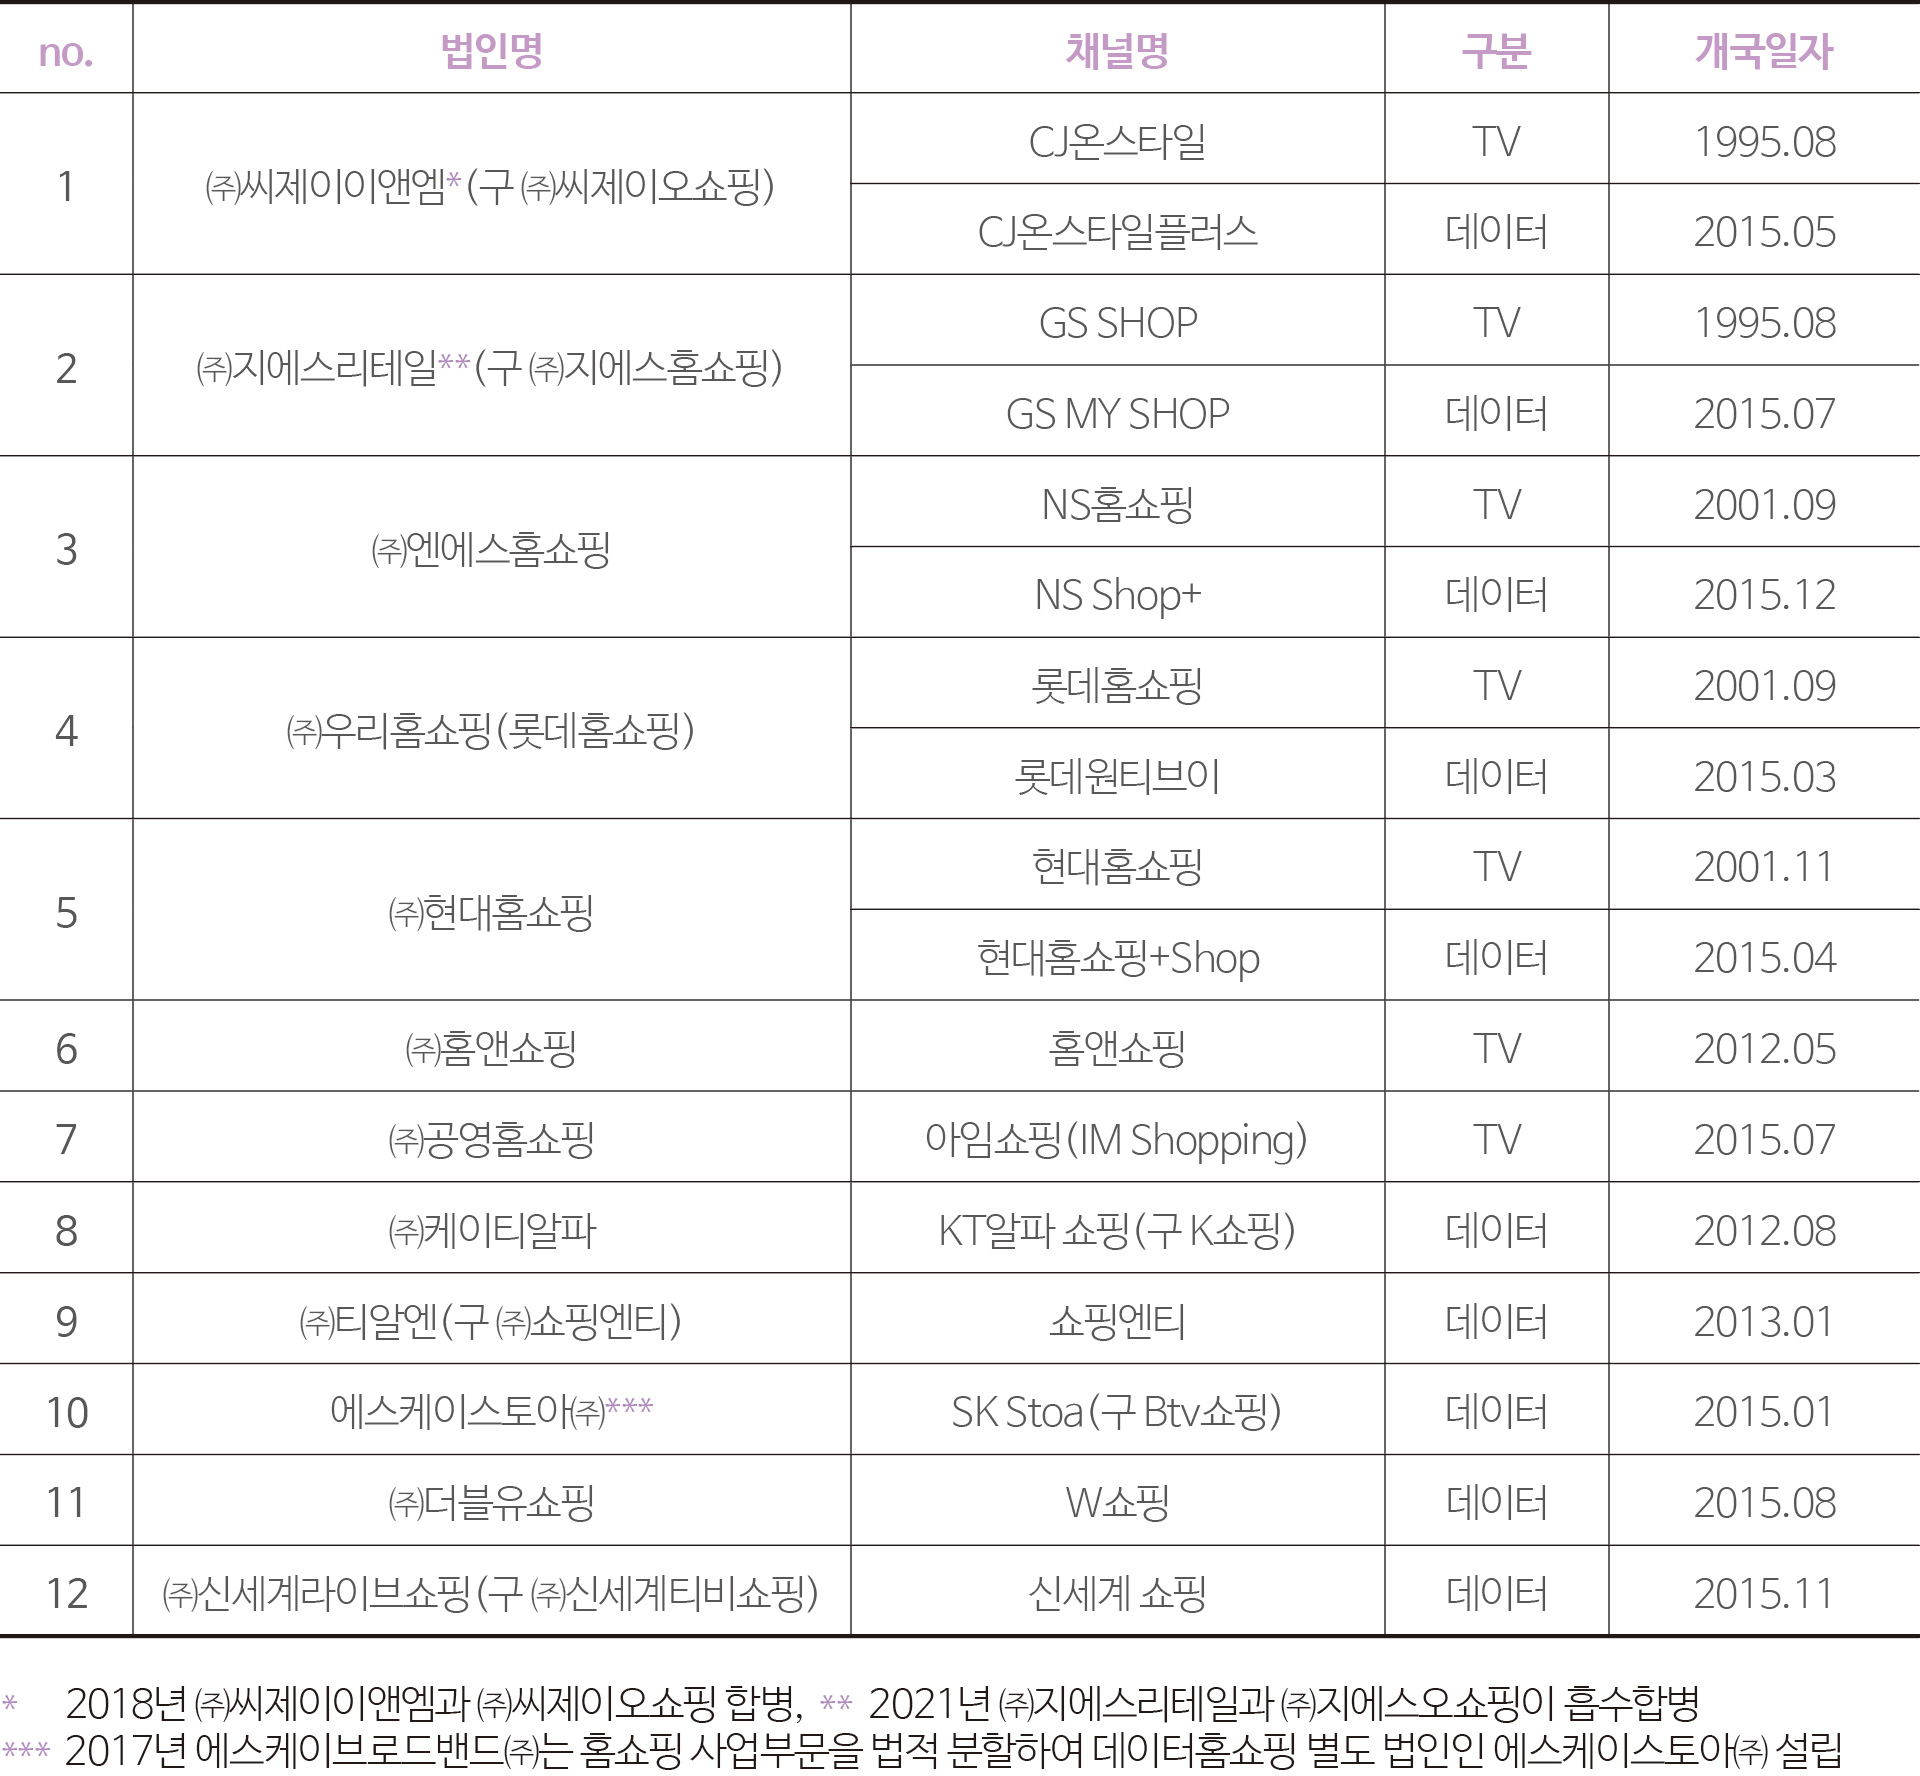 no. 법인명 채널명 구분 개국일자
1 ㈜씨제이이앤엠* (구 ㈜씨제이오쇼핑) CJ온스타일 TV 1995.08
CJ온스타일플러스 데이터 2015.05
2 ㈜지에스리테일** (구 ㈜지에스홈쇼핑) GS SHOP TV 1995.08
GS MY SHOP 데이터 2015.07
3 ㈜엔에스홈쇼핑 NS홈쇼핑 TV 2001.09
NS Shop+ 데이터 2015.12
4 ㈜우리홈쇼핑 (롯데홈쇼핑) 롯데홈쇼핑 TV 2001.09
롯데원티브이 데이터 2015.03
5 ㈜현대홈쇼핑 현대홈쇼핑 TV 2001.11
현대홈쇼핑+Shop 데이터 2015.04
6 ㈜홈앤쇼핑 홈앤쇼핑 TV 2012.05
7 ㈜공영홈쇼핑 아임쇼핑 (IM Shopping) TV 2015.07
8 ㈜케이티알파 KT알파 쇼핑 (구 K쇼핑) 데이터 2012.08
9 ㈜티알엔 (구 ㈜쇼핑엔티) 쇼핑엔티 데이터 2013.01
10 에스케이스토아㈜*** SK Stoa (구 Btv쇼핑) 데이터 2015.01
11 ㈜더블유쇼핑 W쇼핑 데이터 2015.08
12 ㈜신세계라이브쇼핑 (구 ㈜신세계티비쇼핑) 신세계 쇼핑 데이터 2015.11
* 2018년 ㈜씨제이이앤엠과 ㈜씨제이오쇼핑 합병, ** 2021년 ㈜지에스리테일과 ㈜지에스오쇼핑이 흡수합병
*** 2017년 에스케이브로드밴드㈜는 홈쇼핑 사업부문을 법적 분할하여 데이터홈쇼핑 별도 법인인 에스케이스토아㈜ 설립